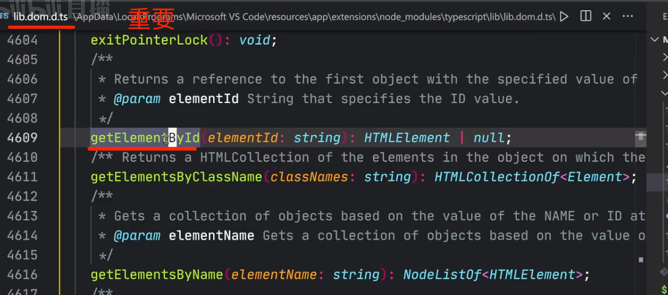 TS lib.dom.d.ts \AppData\Local\Programs\Microsoft VS Code\resources\app\extensions\node_modules\typescript\lib\lib.dom.d.ts\
重要
4604 exitPointerLock(): void;
4605 /**
4606 * Returns a reference to the first object with the specified value of
4607 * @param elementId String that specifies the ID value.
4608 */
4609 getElementById(elementId: string): HTMLElement | null;
4610 /** Returns a HTMLCollection of the elements in the object on which the
4611 getElementsByClassName(classNames: string): HTMLCollectionOf<Element>;
4612 /**
4613 * Gets a collection of objects based on the value of the NAME or ID at
4614 * @param elementName Gets a collection of objects based on the value o
4615 */
4616 getElementsByName(elementName: string): NodeListOf<HTMLElement>;
4617 /**